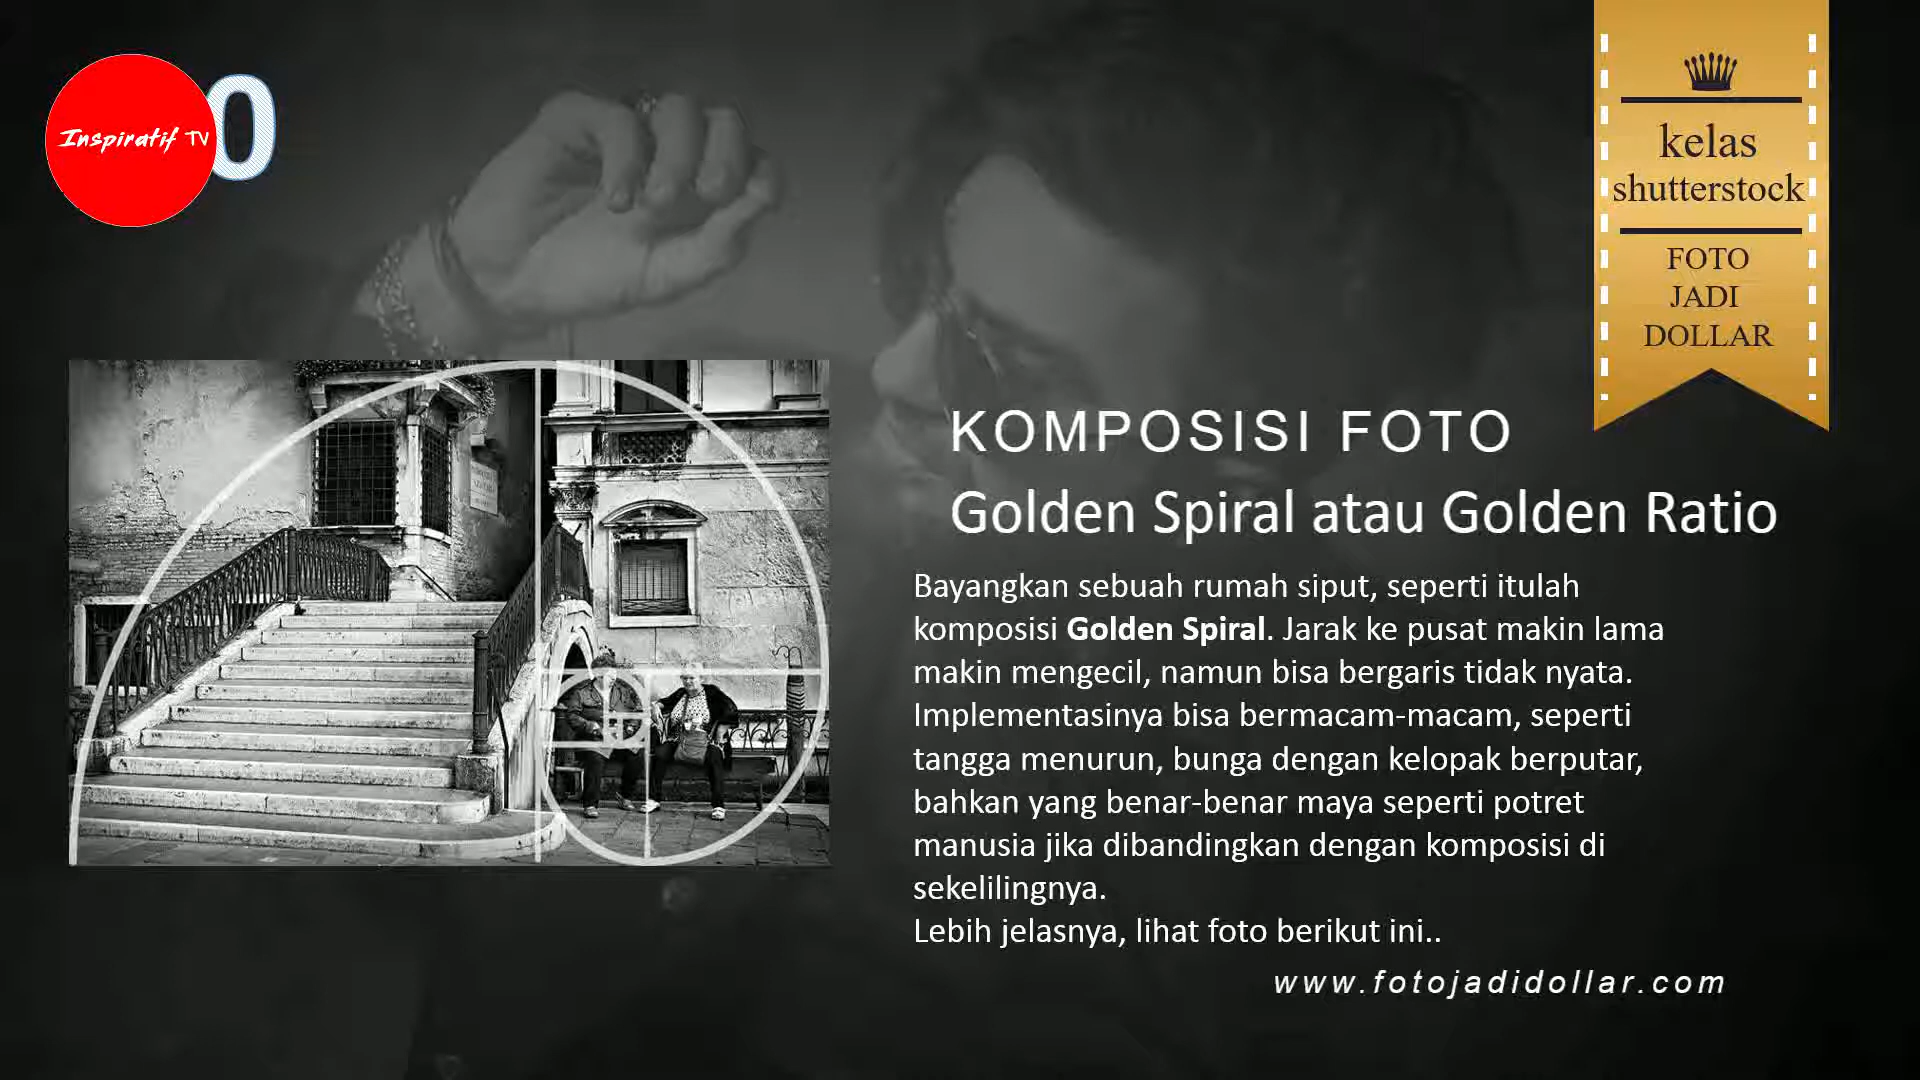 Inspiratif TV
0
kelas
shutterstock
FOTO
JADI
DOLLAR
KOMPOSISI FOTO
Golden Spiral atau Golden Ratio
Bayangkan sebuah rumah siput, seperti itulah
komposisi Golden Spiral. Jarak ke pusat makin lama
makin mengecil, namun bisa bergaris tidak nyata.
Implementasinya bisa bermacam-macam, seperti
tangga menurun, bunga dengan kelopak berputar,
bahkan yang benar-benar maya seperti potret
manusia jika dibandingkan dengan komposisi di
sekelilingnya.
Lebih jelasnya, lihat foto berikut ini..
www.fotojadidollar.com